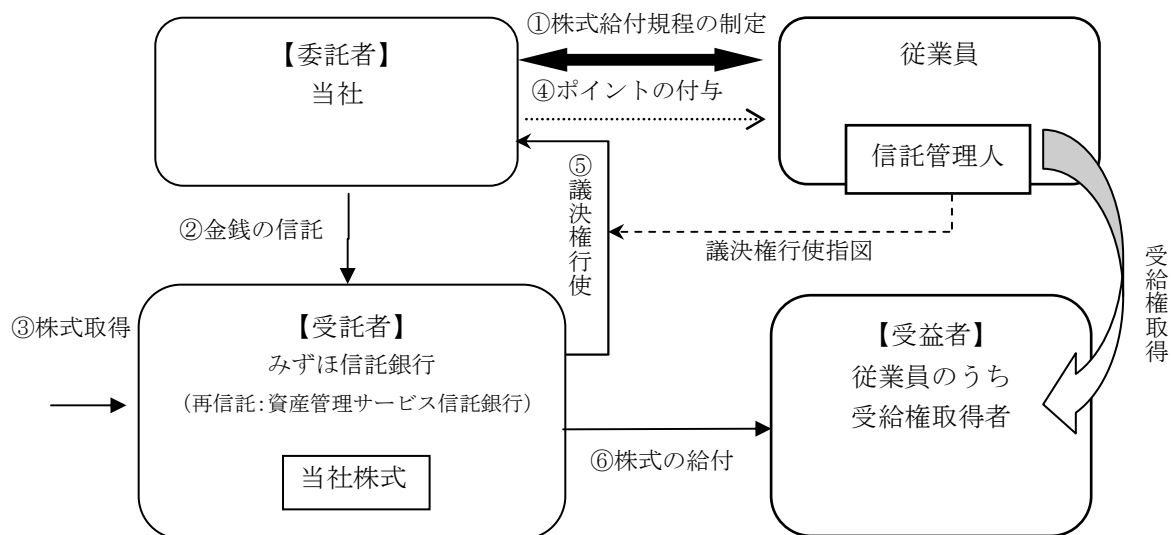 ①株式給付規程の制定
【委託者】
当社
従業員
④ポイントの付与
信託管理人
⑤議決権行使
②金銭の信託
議決権行使指図
受給権取得
③株式取得
【受託者】
みずほ信託銀行
(再信託:資産管理サービス信託銀行)
当社株式
【受益者】
従業員のうち
受給権取得者
⑥株式の給付